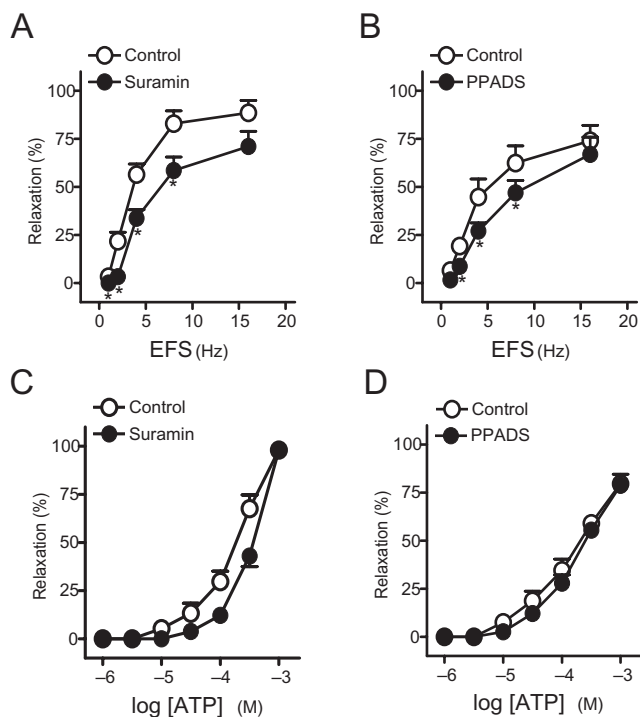 A
Control
Suramin
100
75
50
25
0
Relaxation (%)
* * * *
0 5 10 15 20
EFS (Hz)
B
Control
PPADS
100
75
50
25
0
Relaxation (%)
* * *
0 5 10 15 20
EFS (Hz)
C
Control
Suramin
100
75
50
25
0
Relaxation (%)
–6 –5 –4 –3
log [ATP] (M)
D
Control
PPADS
100
75
50
25
0
Relaxation (%)
–6 –5 –4 –3
log [ATP] (M)